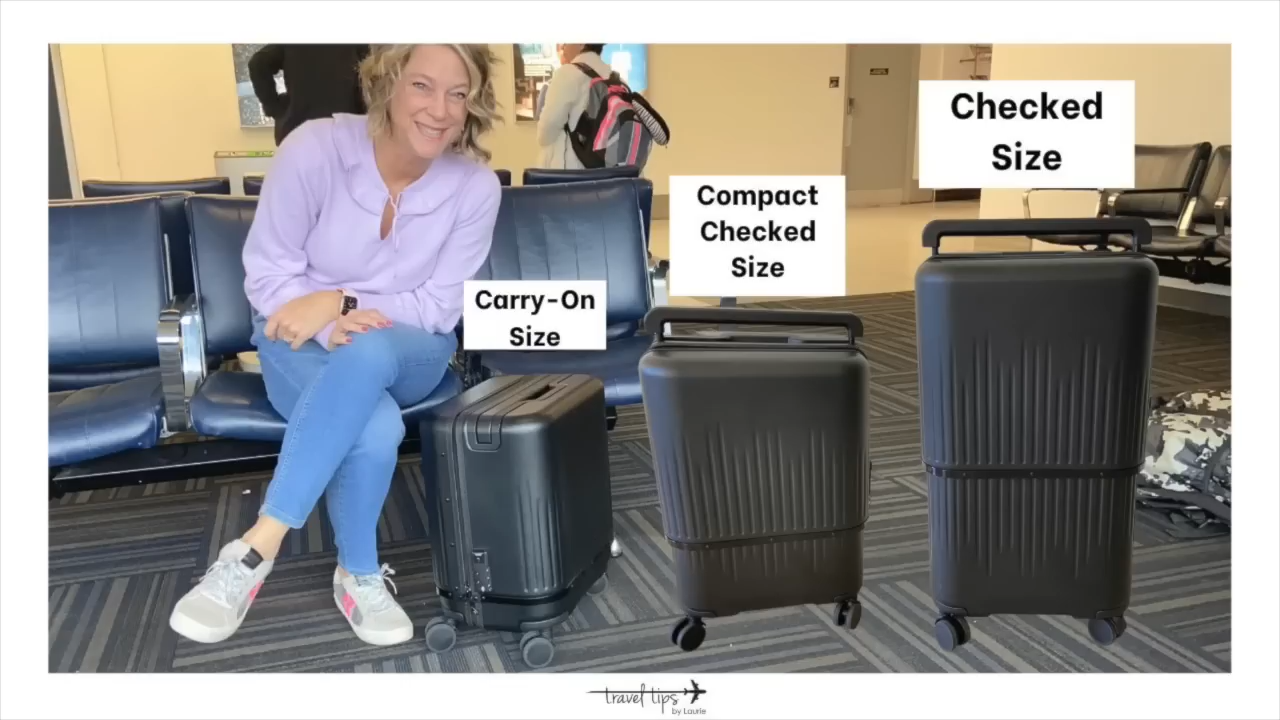 Carry-On
Size
Compact
Checked
Size
Checked
Size
travel tips
by Laurie